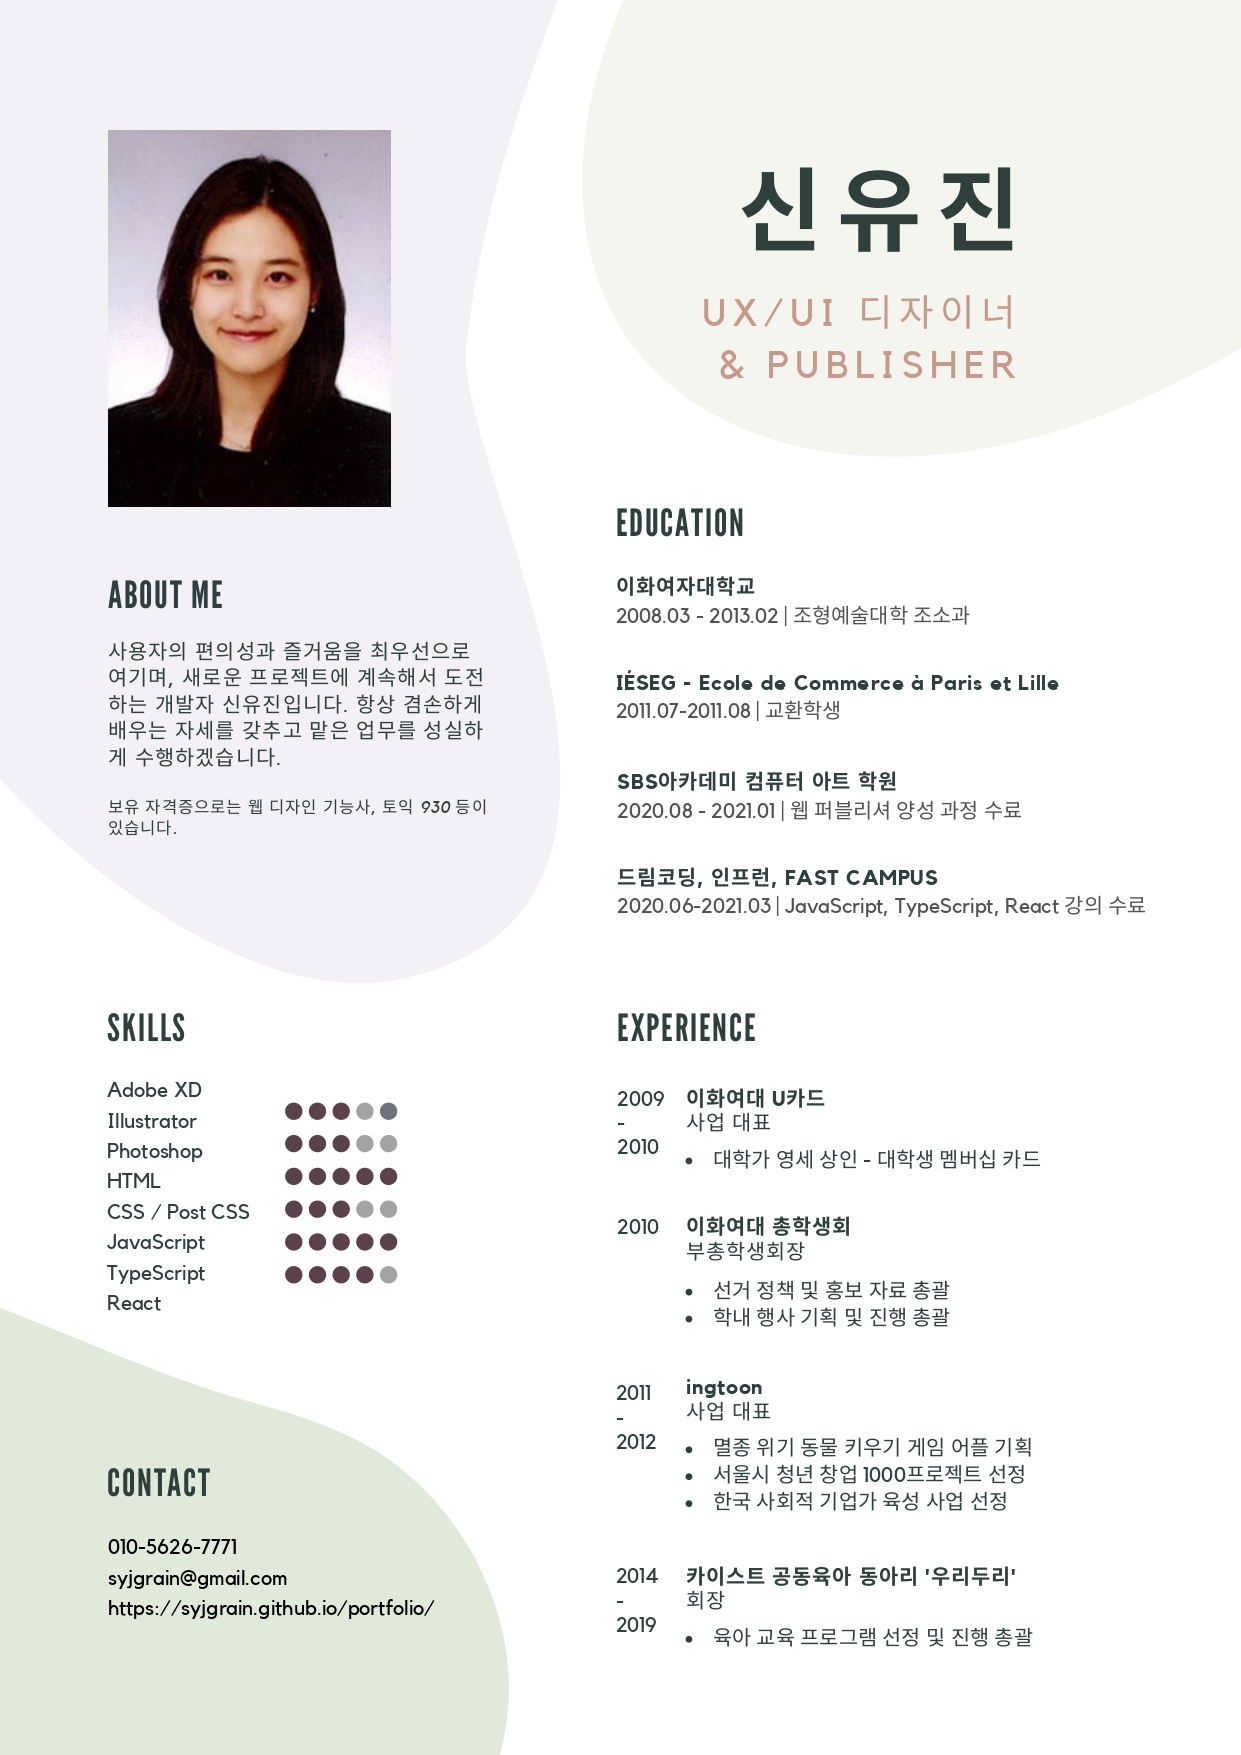 신유진
UX/UI 디자이너
& PUBLISHER
ABOUT ME
사용자의 편의성과 즐거움을 최우선으로
여기며, 새로운 프로젝트에 계속해서 도전
하는 개발자 신유진입니다. 항상 겸손하게
배우는 자세를 갖추고 맡은 업무를 성실하
게 수행하겠습니다.
보유 자격증으로는 웹 디자인 기능사, 토익 930 등이
있습니다.
SKILLS
Adobe XD
Illustrator
Photoshop
HTML
CSS / Post CSS
JavaScript
TypeScript
React
CONTACT
010-5626-7771
syjgrain@gmail.com
https://syjgrain.github.io/portfolio/
EDUCATION
이화여자대학교
2008.03 - 2013.02 | 조형예술대학 조소과
IÉSEG - Ecole de Commerce à Paris et Lille
2011.07-2011.08 | 교환학생
SBS아카데미 컴퓨터 아트 학원
2020.08 - 2021.01 | 웹 퍼블리셔 양성 과정 수료
드림코딩, 인프런, FAST CAMPUS
2020.06-2021.03 | JavaScript, TypeScript, React 강의 수료
EXPERIENCE
2009
-
2010
이화여대 U카드
사업 대표
• 대학가 영세 상인 - 대학생 멤버십 카드
2010
이화여대 총학생회
부총학생회장
• 선거 정책 및 홍보 자료 총괄
• 학내 행사 기획 및 진행 총괄
2011
-
2012
ingtoon
사업 대표
• 멸종 위기 동물 키우기 게임 어플 기획
• 서울시 청년 창업 1000프로젝트 선정
• 한국 사회적 기업가 육성 사업 선정
2014
-
2019
카이스트 공동육아 동아리 '우리두리'
회장
• 육아 교육 프로그램 선정 및 진행 총괄